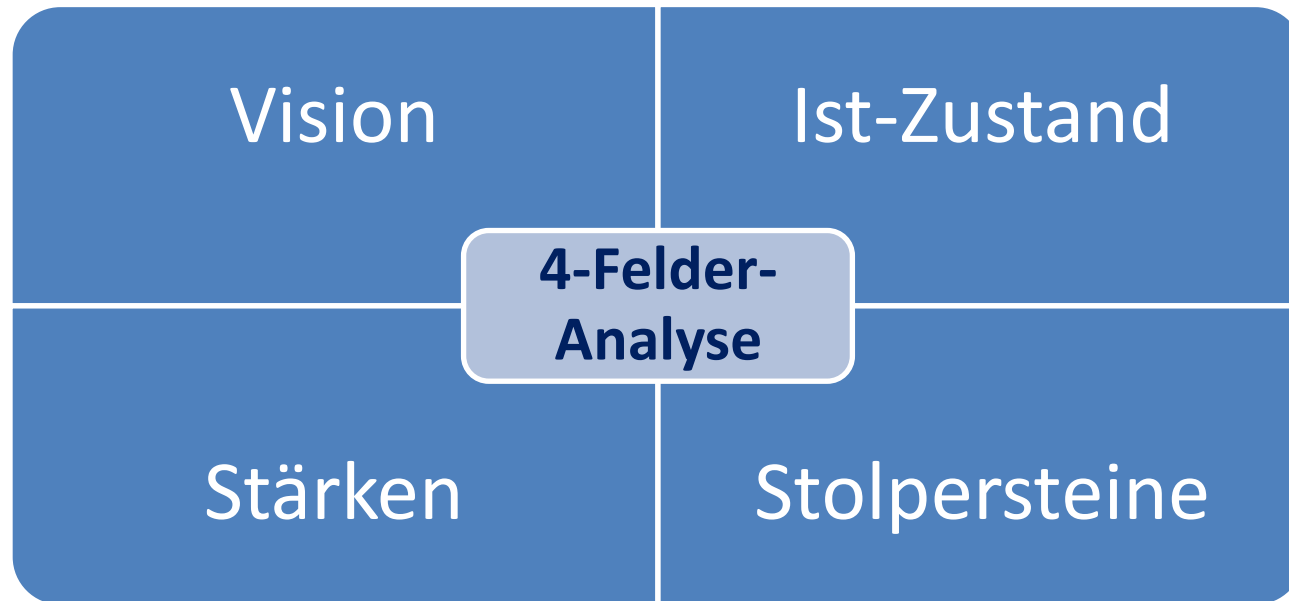 Vision
Ist-Zustand
4-Felder-
Analyse
Stärken
Stolpersteine